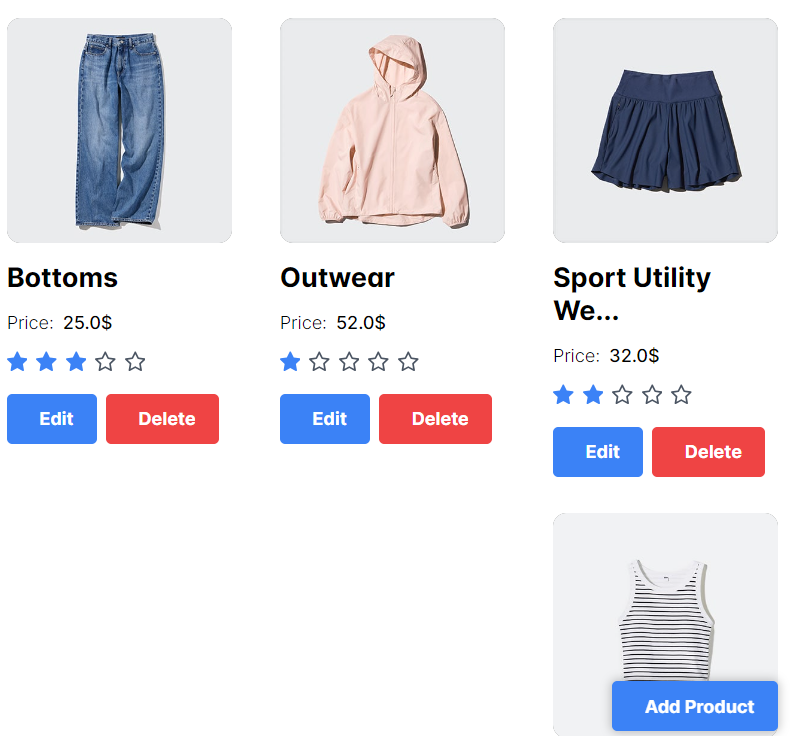 Bottoms
Price: 25.0$
Edit
Delete
Outwear
Price: 52.0$
Edit
Delete
Sport Utility
We...
Price: 32.0$
Edit
Delete
Add Product